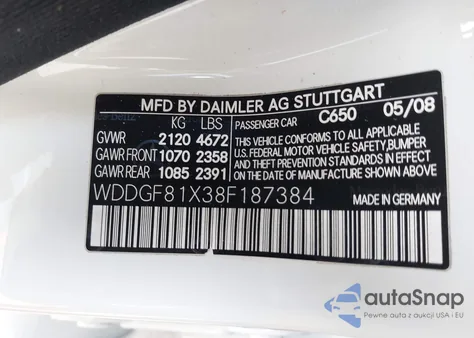 MFD BY DAIMLER AG STUTTGART
KG LBS PASSENGER CAR C650 05/08
GVWR 2120 4672 THIS VEHICLE CONFORMS TO ALL APPLICABLE
GAWR FRONT 1070 2358 U.S. FEDERAL MOTOR VEHICLE SAFETY,BUMPER
GAWR REAR 1085 2391 AND THEFT PREVENTION STANDARDS IN EFFECT
ON THE DATE OF MANUFACTURE SHOWN ABOVE
WDDGF81X38F187384 MADE IN GERMANY
autoSnap
Pewne auta z aukcji USA i EU